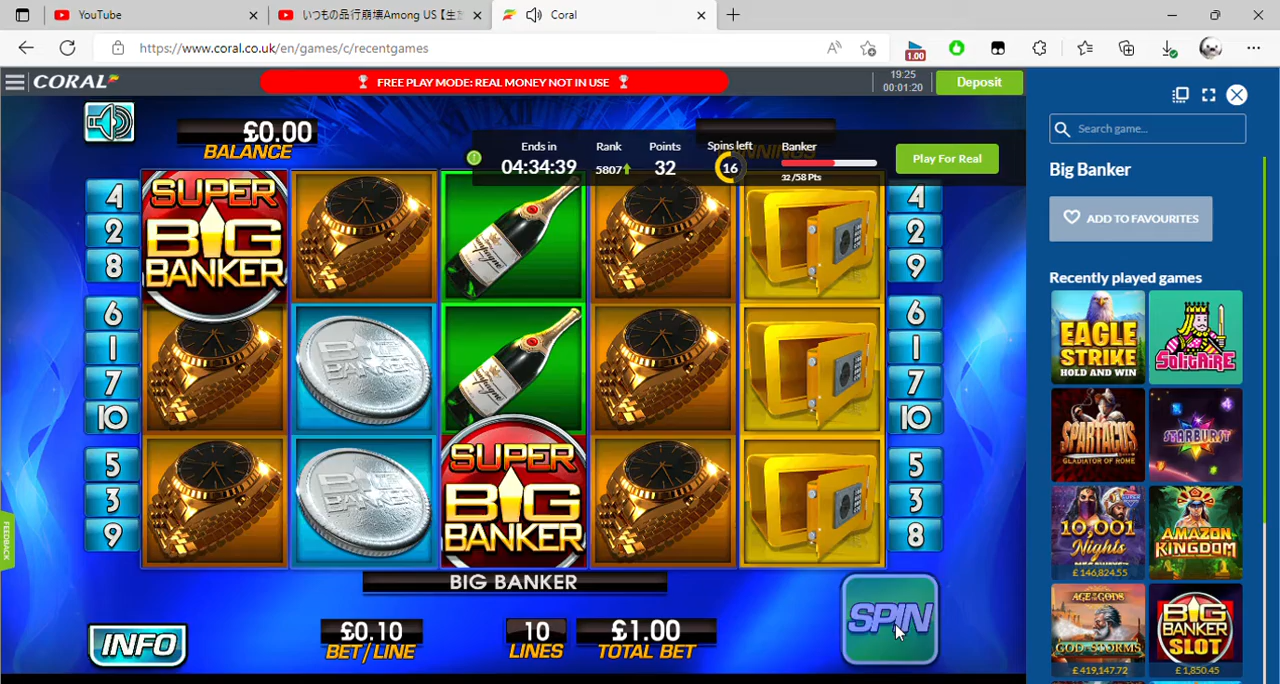 YouTube
いつもの品行崩壊Among US【生放
Coral
https://www.coral.co.uk/en/games/c/recentgames
1.00
CORAL
FREE PLAY MODE: REAL MONEY NOT IN USE
19:25
00:01:20
Deposit
£0.00
BALANCE
Ends in
04:34:39
Rank
5807
Points
32
Spins left
16
Banker
32/58 Pts
Play For Real
4
2
8
6
1
7
10
5
3
9
SUPER
BIG
BANKER
Champagne
BIG
BANKER
Champagne
BIG
BANKER
SUPER
BIG
BANKER
4
2
9
6
1
7
10
5
3
8
BIG BANKER
INFO
£0.10
BET/LINE
10
LINES
£1.00
TOTAL BET
SPIN
FEEDBACK
Search game...
Big Banker
ADD TO FAVOURITES
Recently played games
EAGLE
STRIKE
HOLD AND WIN
SOLITAIRE
SPARTACUS
GLADIATOR OF ROME
STARBURST
10,001
Nights
£146,824.55
AMAZON
KINGDOM
AGE OF THE GODS
GOD OF STORMS
£419,147.72
BIG
BANKER
SLOT
£1,850.45